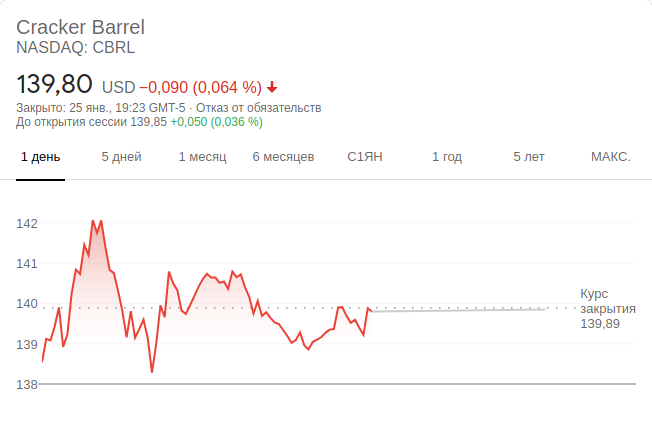 Cracker Barrel
NASDAQ: CBRL
139,80 USD −0,090 (0,064 %)
Закрыто: 25 янв., 19:23 GMT-5 · Отказ от обязательств
До открытия сессии 139,85 +0,050 (0,036 %)
1 день 5 дней 1 месяц 6 месяцев С1ЯН 1 год 5 лет МАКС.
142
141
140
139
138
Курс
закрытия
139,89